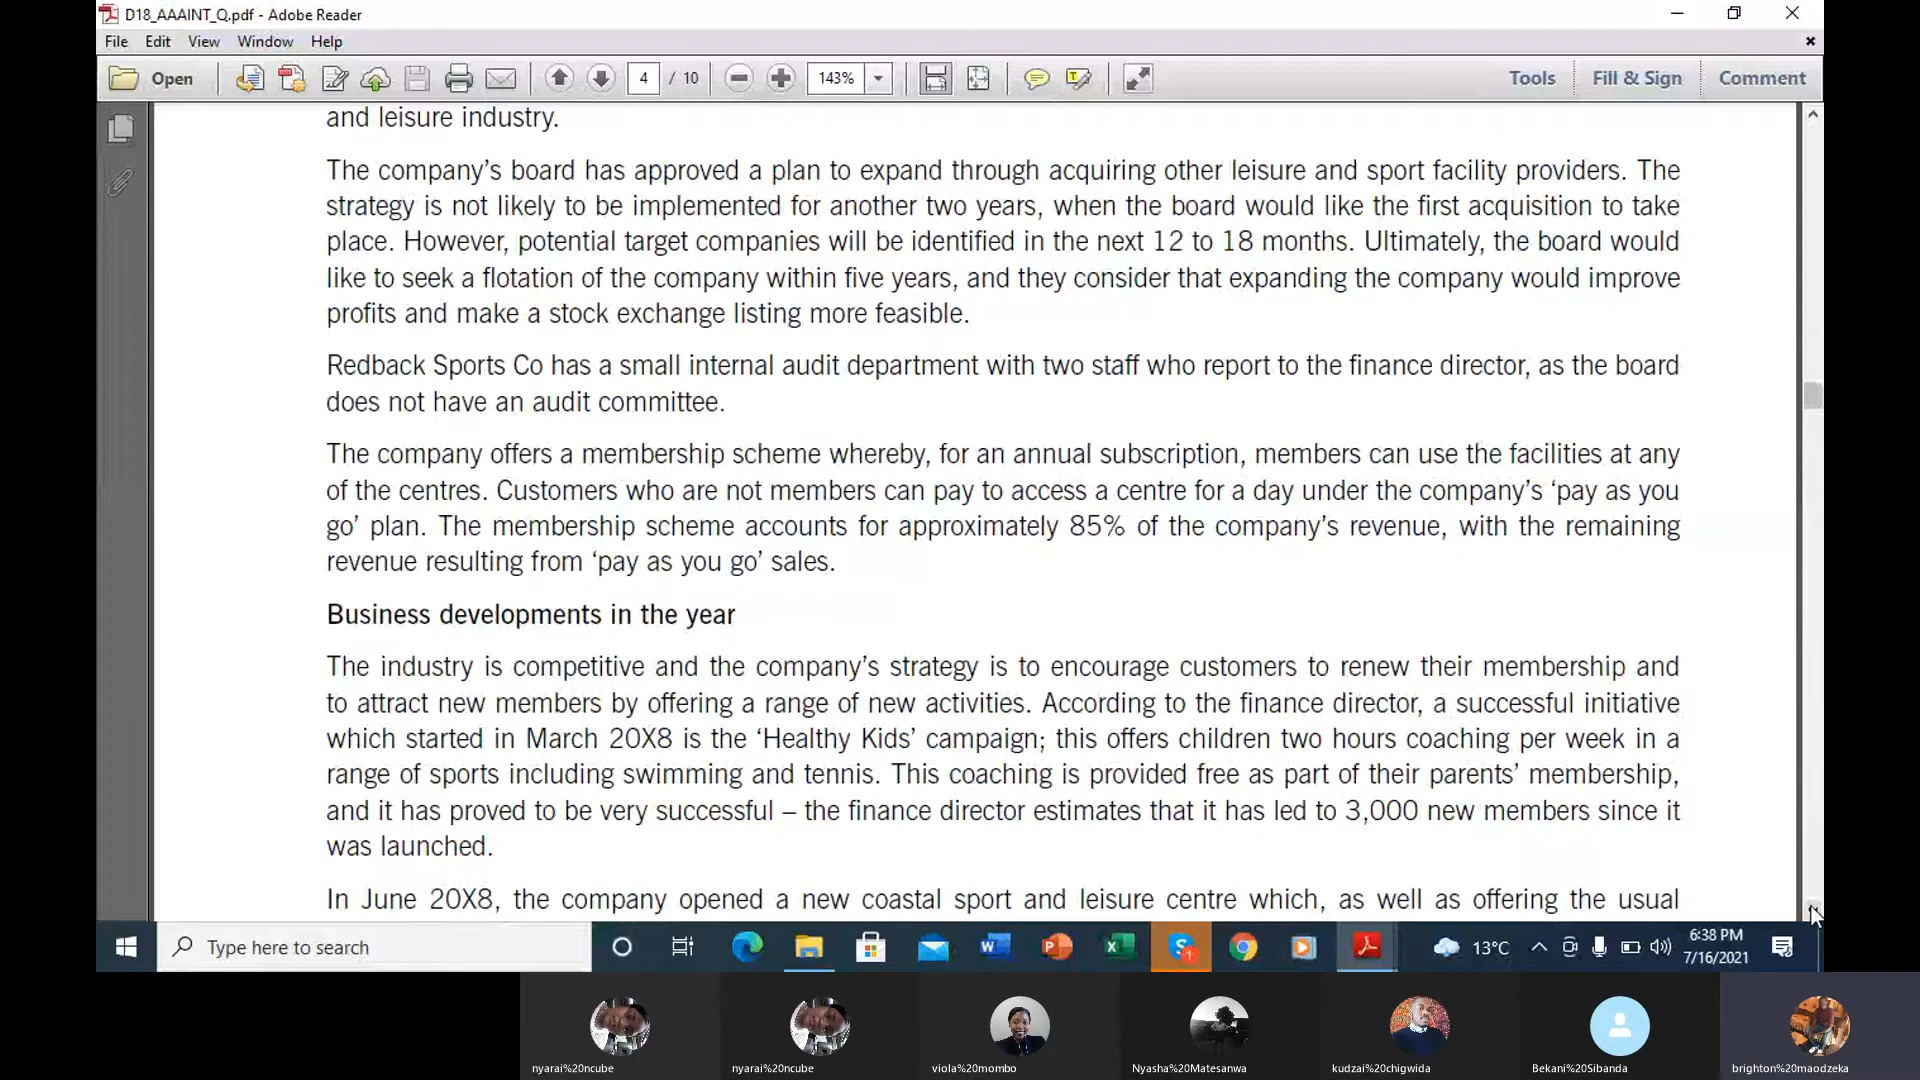 D18_AAAINT_Q.pdf - Adobe Reader
File Edit View Window Help
Open 4 / 10 143% Tools Fill & Sign Comment
and leisure industry.
The company’s board has approved a plan to expand through acquiring other leisure and sport facility providers. The
strategy is not likely to be implemented for another two years, when the board would like the first acquisition to take
place. However, potential target companies will be identified in the next 12 to 18 months. Ultimately, the board would
like to seek a flotation of the company within five years, and they consider that expanding the company would improve
profits and make a stock exchange listing more feasible.
Redback Sports Co has a small internal audit department with two staff who report to the finance director, as the board
does not have an audit committee.
The company offers a membership scheme whereby, for an annual subscription, members can use the facilities at any
of the centres. Customers who are not members can pay to access a centre for a day under the company’s ‘pay as you
go’ plan. The membership scheme accounts for approximately 85% of the company’s revenue, with the remaining
revenue resulting from ‘pay as you go’ sales.
Business developments in the year
The industry is competitive and the company’s strategy is to encourage customers to renew their membership and
to attract new members by offering a range of new activities. According to the finance director, a successful initiative
which started in March 20X8 is the ‘Healthy Kids’ campaign; this offers children two hours coaching per week in a
range of sports including swimming and tennis. This coaching is provided free as part of their parents’ membership,
and it has proved to be very successful – the finance director estimates that it has led to 3,000 new members since it
was launched.
In June 20X8, the company opened a new coastal sport and leisure centre which, as well as offering the usual
Type here to search 13°C 6:38 PM
7/16/2021
nyarai%20ncube nyarai%20ncube viola%20mombo Nyasha%20Matesanwa kudzai%20chigwida Bekani%20Sibanda brighton%20maodzeka